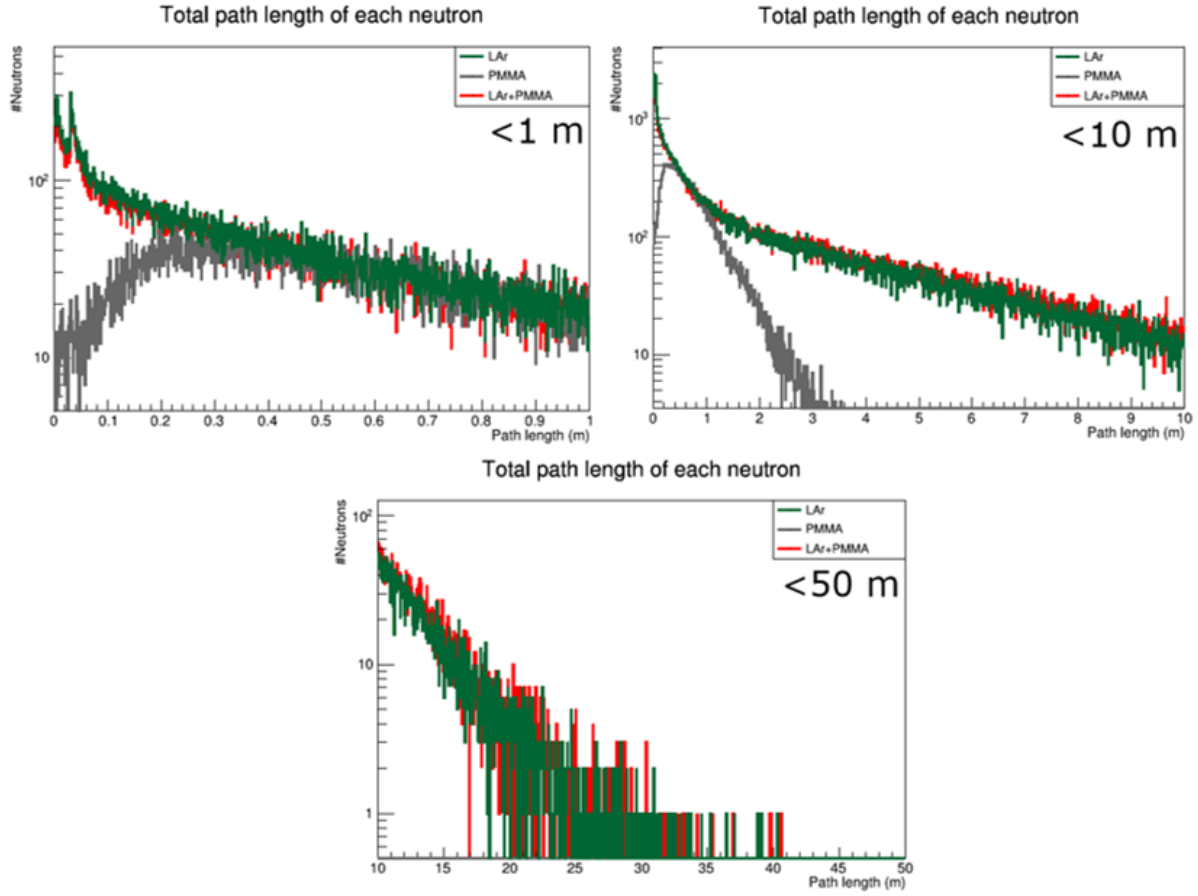 Total path length of each neutron
#Neutrons
LAr
PMMA
LAr+PMMA
<1 m
10²
10
0 0.1 0.2 0.3 0.4 0.5 0.6 0.7 0.8 0.9 1
Path length (m)
Total path length of each neutron
#Neutrons
LAr
PMMA
LAr+PMMA
<10 m
10³
10²
10
0 1 2 3 4 5 6 7 8 9 10
Path length (m)
Total path length of each neutron
#Neutrons
LAr
PMMA
LAr+PMMA
<50 m
10²
10
1
10 15 20 25 30 35 40 45 50
Path length (m)